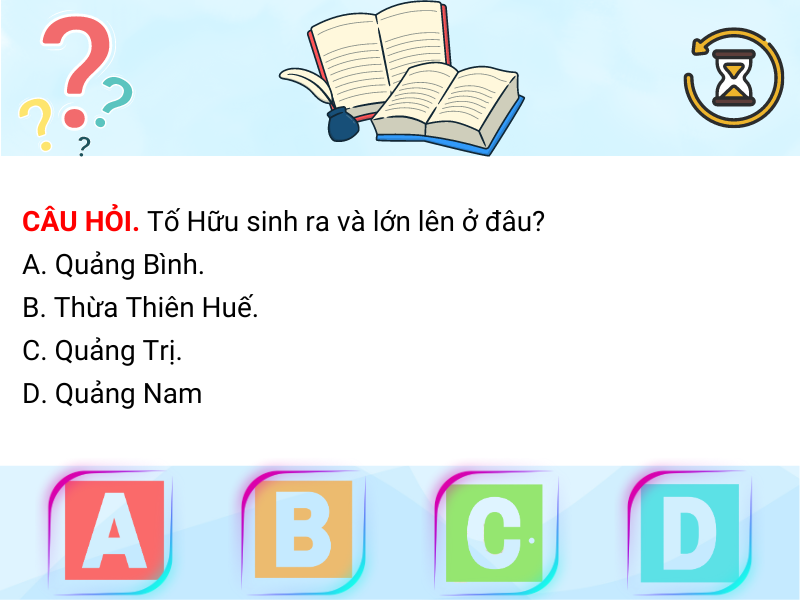 CÂU HỎI. Tố Hữu sinh ra và lớn lên ở đâu?
A. Quảng Bình.
B. Thừa Thiên Huế.
C. Quảng Trị.
D. Quảng Nam
A B C D